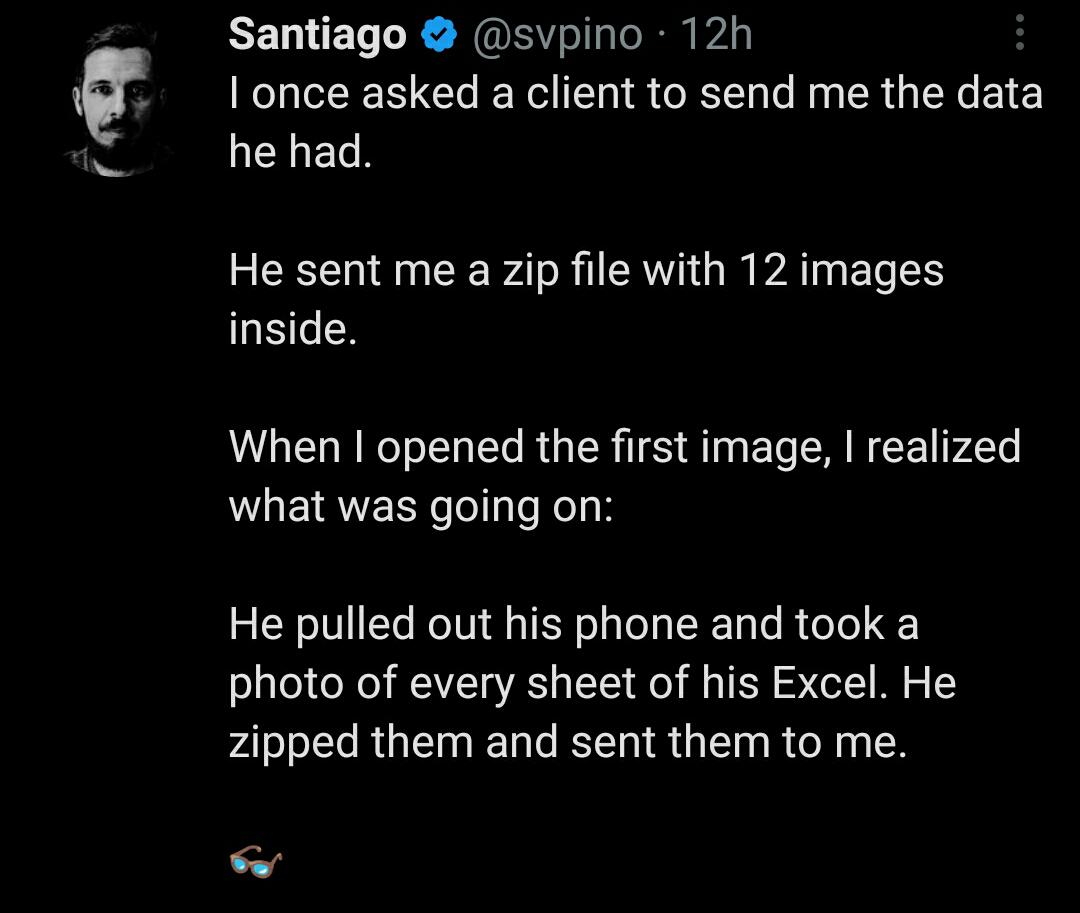 Santiago @svpino · 12h
I once asked a client to send me the data
he had.
He sent me a zip file with 12 images
inside.
When I opened the first image, I realized
what was going on:
He pulled out his phone and took a
photo of every sheet of his Excel. He
zipped them and sent them to me.
👓